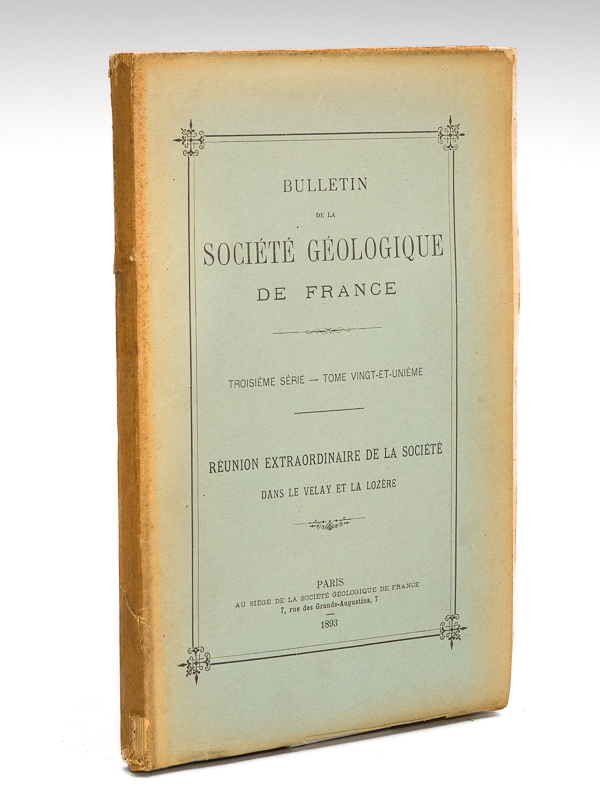 BULLETIN
DE LA
SOCIÉTÉ GÉOLOGIQUE
DE FRANCE
TROISIÈME SÉRIE — TOME VINGT-ET-UNIÈME
RÉUNION EXTRAORDINAIRE DE LA SOCIÉTÉ
DANS LE VELAY ET LA LOZÈRE
PARIS
AU SIÈGE DE LA SOCIÉTÉ GÉOLOGIQUE DE FRANCE
7, rue des Grands-Augustins, 7
1893